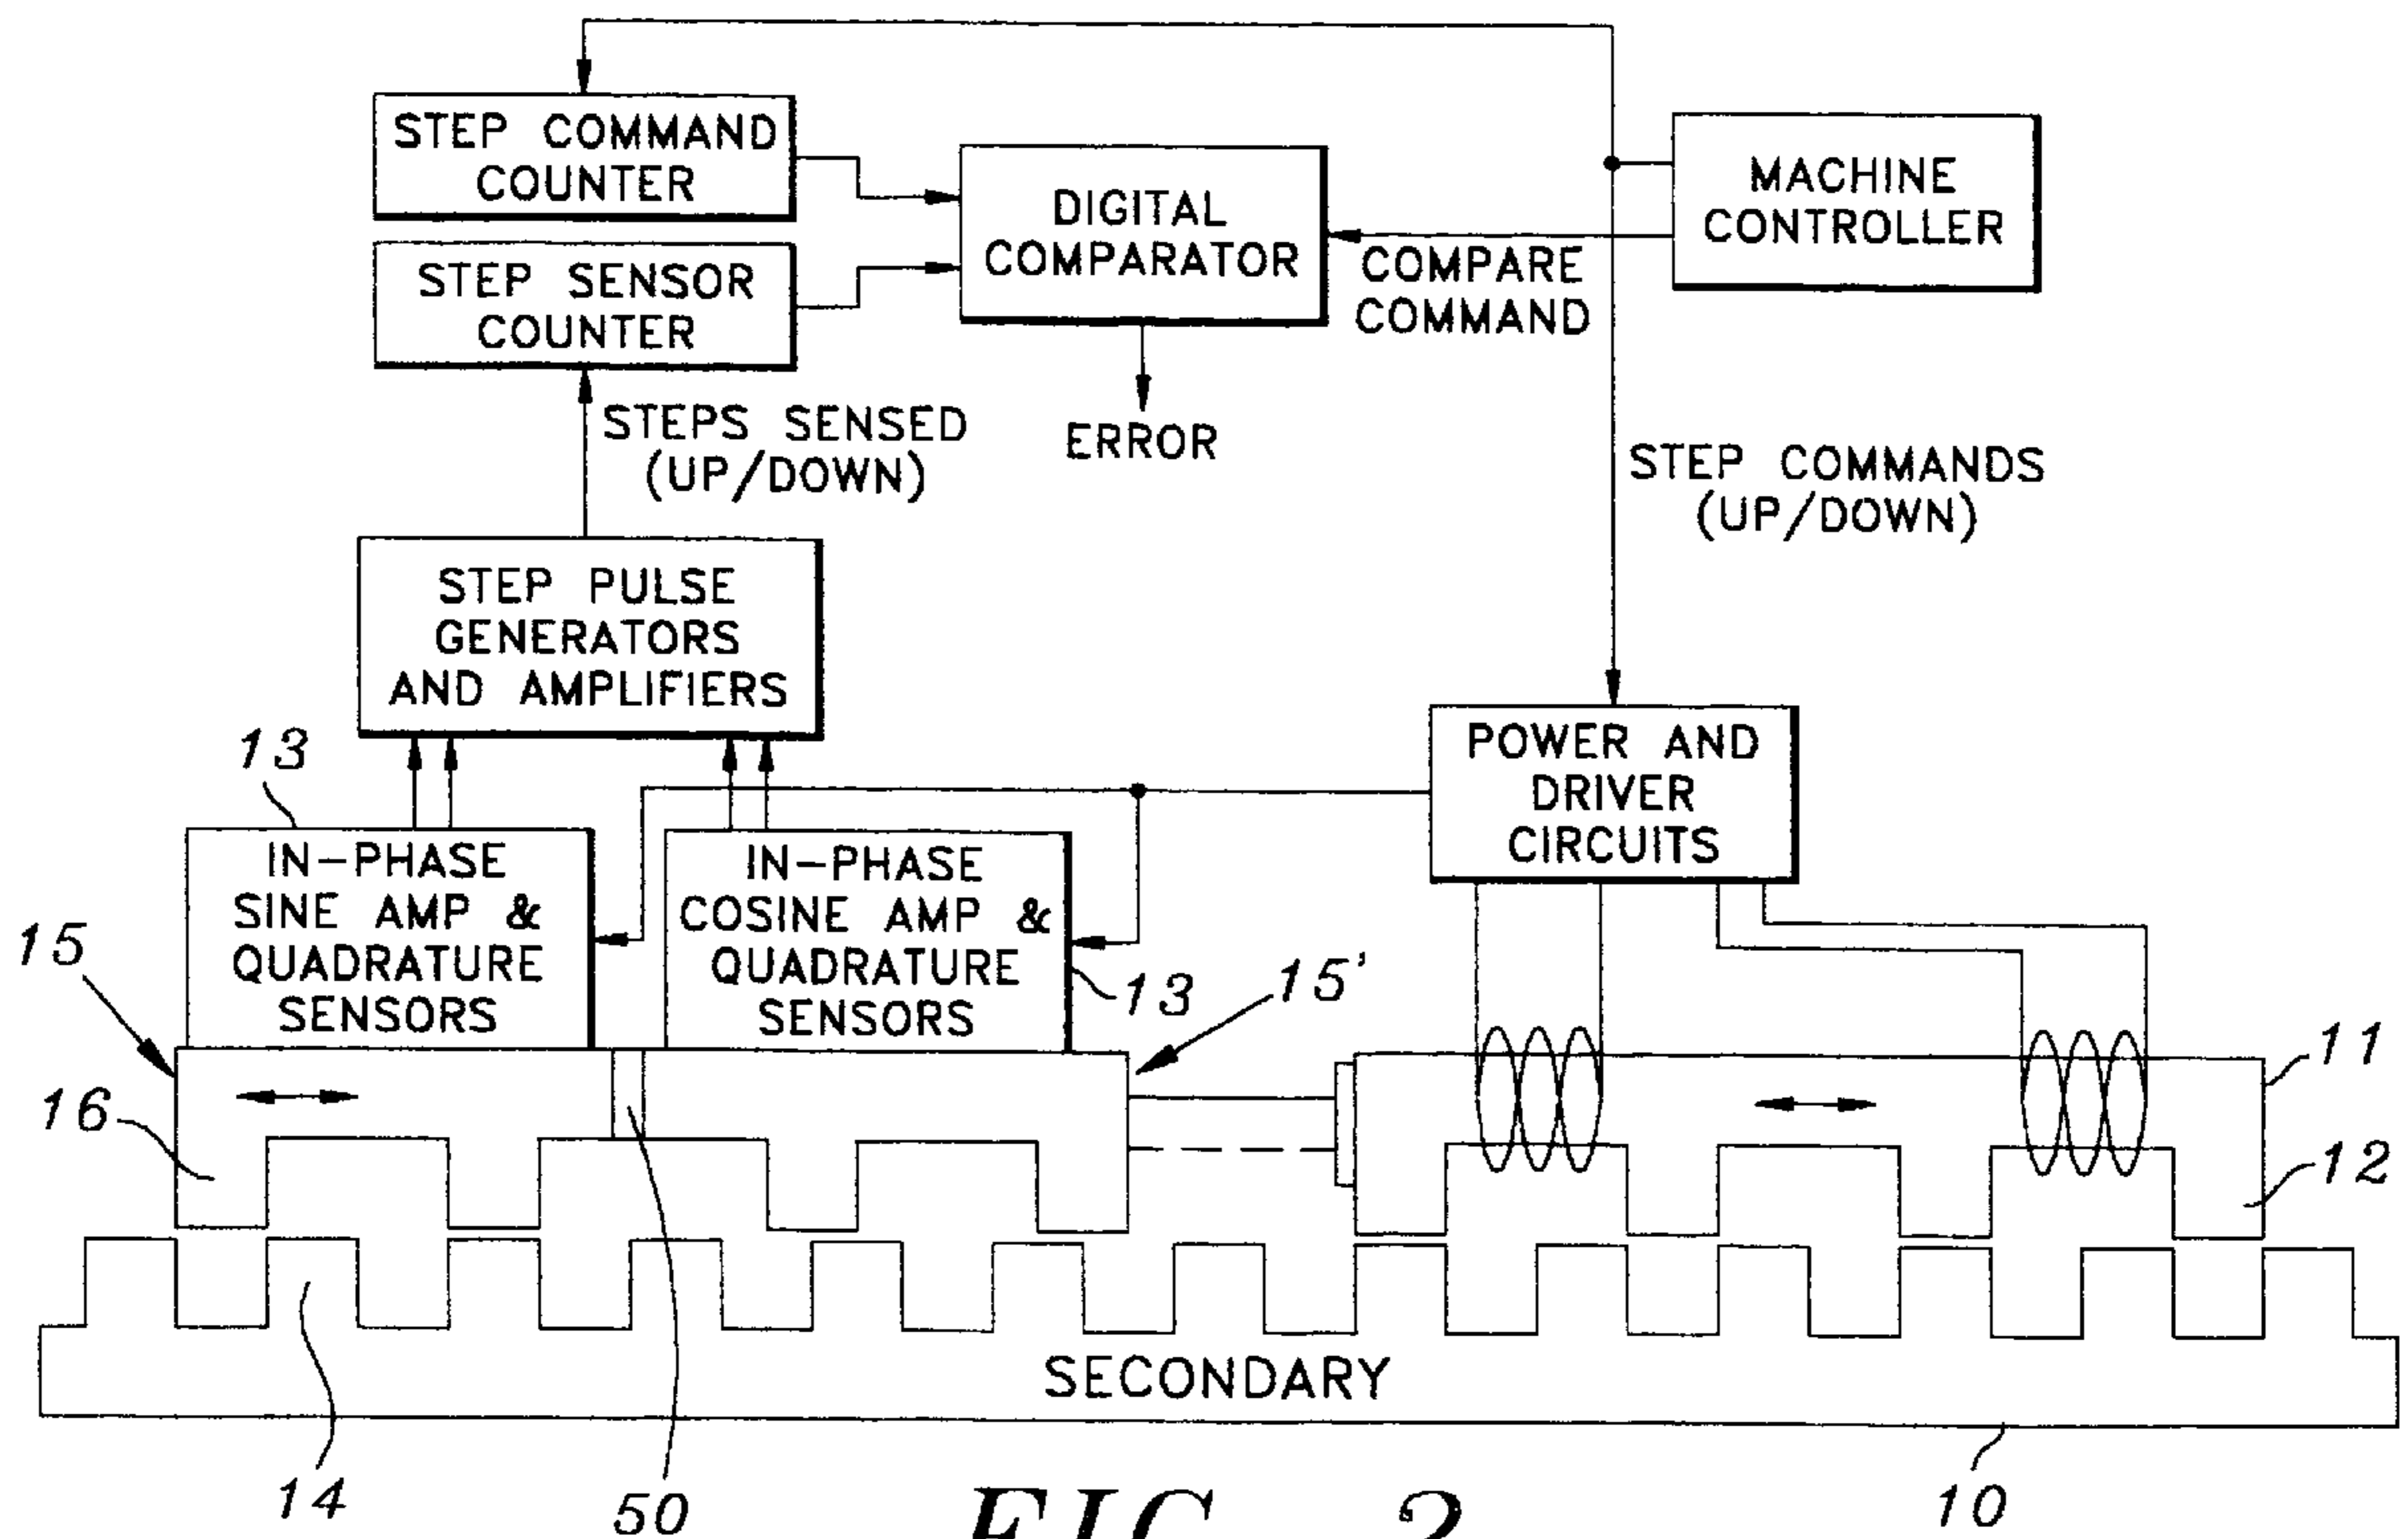 STEP COMMAND
COUNTER
STEP SENSOR
COUNTER
DIGITAL
COMPARATOR
MACHINE
CONTROLLER
COMPARE
COMMAND
ERROR
STEPS SENSED
(UP/DOWN)
STEP COMMANDS
(UP/DOWN)
STEP PULSE
GENERATORS
AND AMPLIFIERS
POWER AND
DRIVER
CIRCUITS
13
IN-PHASE
SINE AMP &
QUADRATURE
SENSORS
IN-PHASE
COSINE AMP &
QUADRATURE
SENSORS
13
15
15'
16
11
12
SECONDARY
14
50
10
FIG. 2